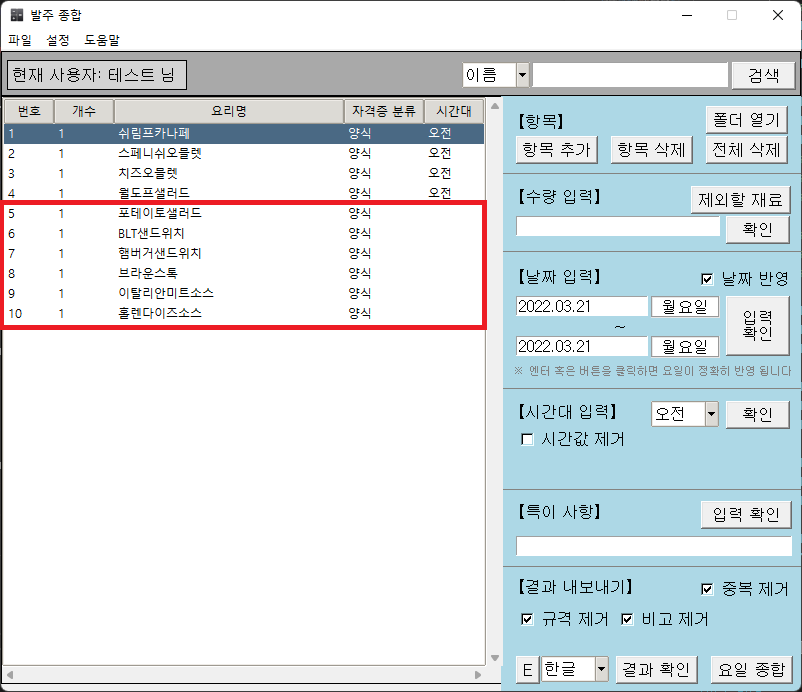 발주 종합
파일 설정 도움말
현재 사용자: 테스트 님
이름 검색
번호 개수 요리명 자격증 분류 시간대
1 1 쉬림프카나페 양식 오전
2 1 스페니쉬오믈렛 양식 오전
3 1 치즈오믈렛 양식 오전
4 1 월도프샐러드 양식 오전
5 1 포테이토샐러드 양식
6 1 BLT샌드위치 양식
7 1 햄버거샌드위치 양식
8 1 브라운스톡 양식
9 1 이탈리안미트소스 양식
10 1 홀렌다이즈소스 양식
【항목】 폴더 열기
항목 추가 항목 삭제 전체 삭제
【수량 입력】 제외할 재료
확인
【날짜 입력】 날짜 반영
2022.03.21 월요일
~
2022.03.21 월요일
입력
확인
※ 엔터 혹은 버튼을 클릭하면 요일이 정확히 반영 됩니다
【시간대 입력】 오전 확인
시간값 제거
【특이 사항】 입력 확인
【결과 내보내기】 중복 제거
규격 제거 비고 제거
E 한글 결과 확인 요일 종합